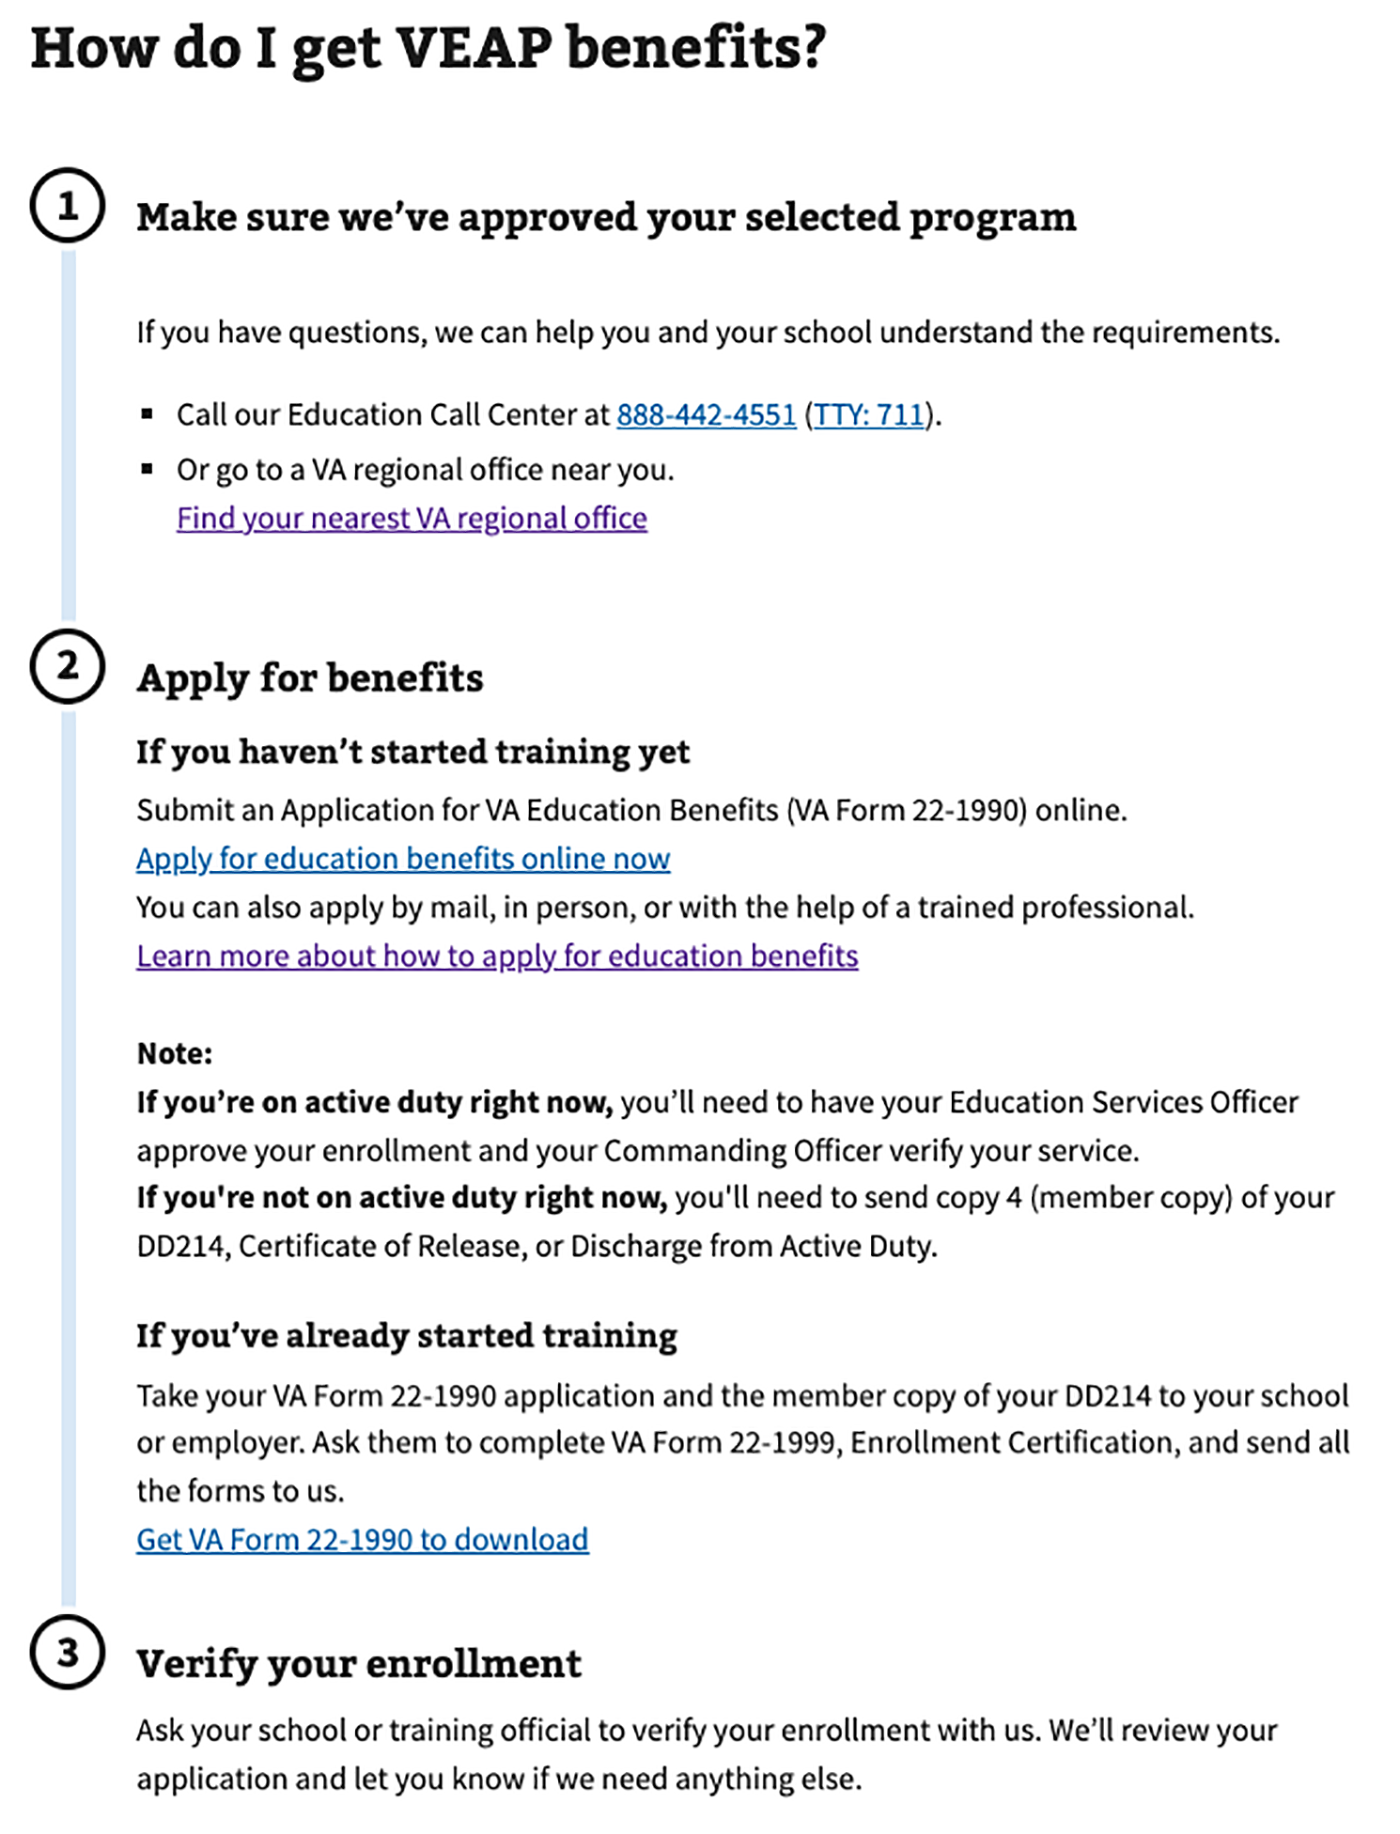 How do I get VEAP benefits?
1
Make sure we’ve approved your selected program
If you have questions, we can help you and your school understand the requirements.
▪ Call our Education Call Center at 888-442-4551 (TTY: 711).
▪ Or go to a VA regional office near you.
Find your nearest VA regional office
2
Apply for benefits
If you haven’t started training yet
Submit an Application for VA Education Benefits (VA Form 22-1990) online.
Apply for education benefits online now
You can also apply by mail, in person, or with the help of a trained professional.
Learn more about how to apply for education benefits
Note:
If you’re on active duty right now, you’ll need to have your Education Services Officer
approve your enrollment and your Commanding Officer verify your service.
If you're not on active duty right now, you'll need to send copy 4 (member copy) of your
DD214, Certificate of Release, or Discharge from Active Duty.
If you’ve already started training
Take your VA Form 22-1990 application and the member copy of your DD214 to your school
or employer. Ask them to complete VA Form 22-1999, Enrollment Certification, and send all
the forms to us.
Get VA Form 22-1990 to download
3
Verify your enrollment
Ask your school or training official to verify your enrollment with us. We’ll review your
application and let you know if we need anything else.